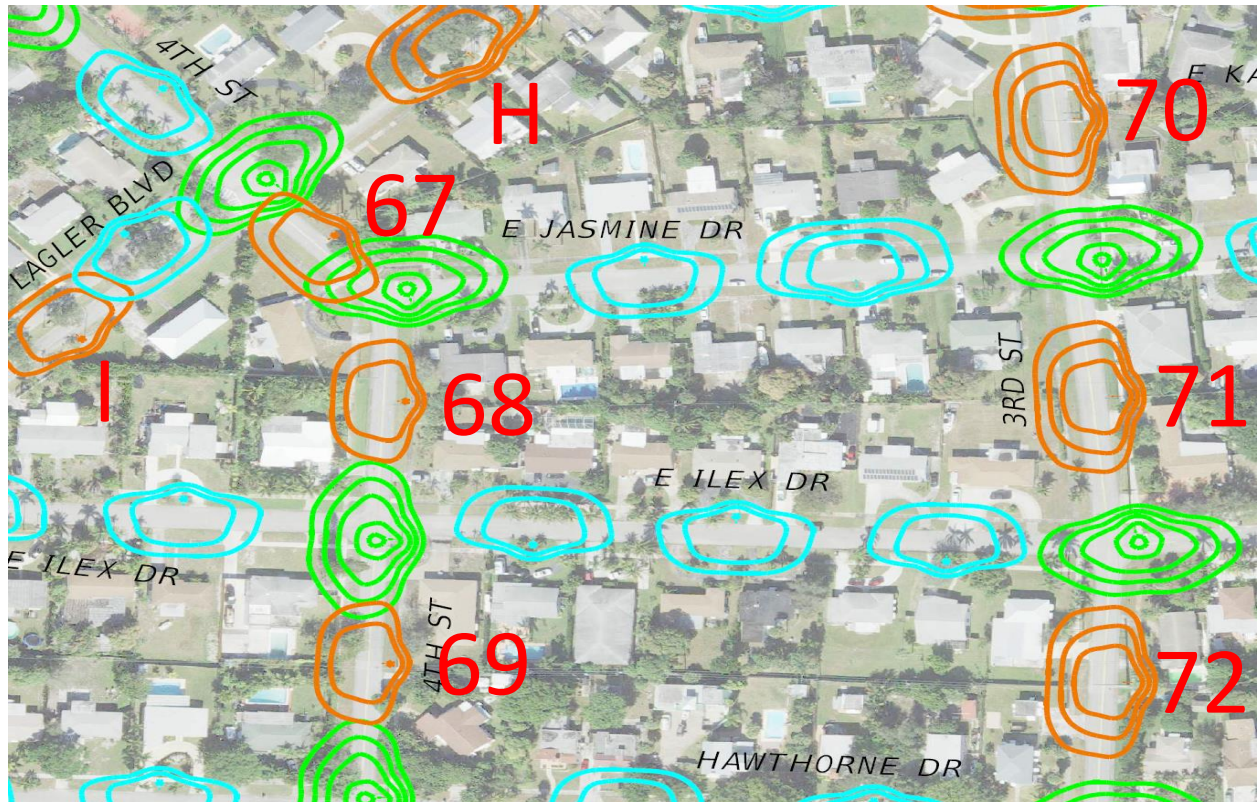 4TH ST
H
70
E KA
67
LAGLER BLVD
E JASMINE DR
I
68
3RD ST
71
E ILEX DR
E ILEX DR
4TH ST
69
72
HAWTHORNE DR